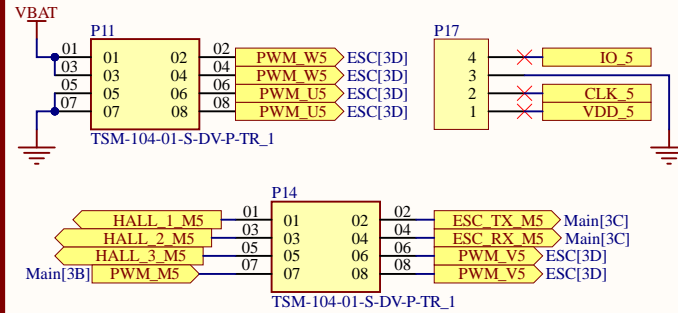 VBAT
P11
P17
01 01 02 02 PWM_W5 ESC[3D]
03 03 04 04 PWM_W5 ESC[3D]
05 05 06 06 PWM_U5 ESC[3D]
07 07 08 08 PWM_U5 ESC[3D]
TSM-104-01-S-DV-P-TR_1
4 IO_5
3
2 CLK_5
1 VDD_5
P14
HALL_1_M5 01 01 02 02 ESC_TX_M5 Main[3C]
HALL_2_M5 03 03 04 04 ESC_RX_M5 Main[3C]
HALL_3_M5 05 05 06 06 PWM_V5 ESC[3D]
Main[3B] PWM_M5 07 07 08 08 PWM_V5 ESC[3D]
TSM-104-01-S-DV-P-TR_1